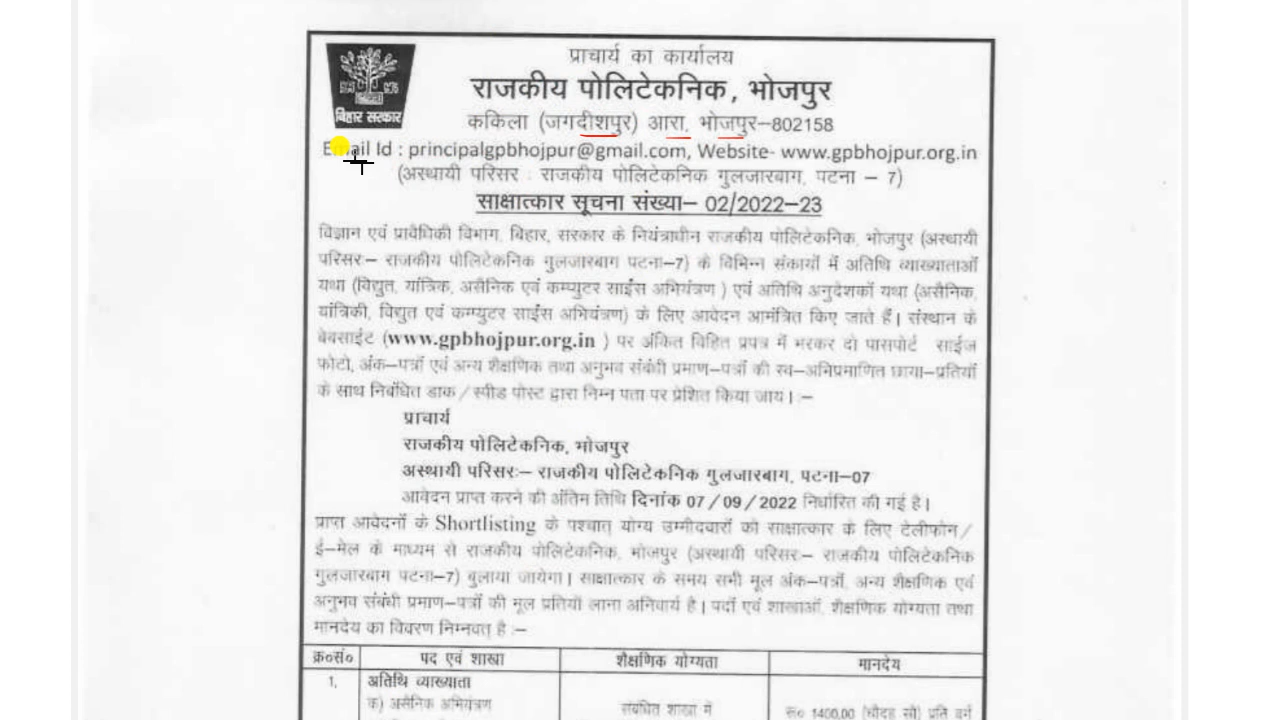 बिहार सरकार
प्राचार्य का कार्यालय
राजकीय पोलिटेकनिक, भोजपुर
ककिला (जगदीशपुर) आरा, भोजपुर–802158
Email Id : principalgpbhojpur@gmail.com, Website- www.gpbhojpur.org.in
(अस्थायी परिसर : राजकीय पोलिटेकनिक गुलजारबाग, पटना – 7)
साक्षात्कार सूचना संख्या– 02/2022–23
विज्ञान एवं प्रावैधिकी विभाग, बिहार, सरकार के नियंत्राधीन राजकीय पोलिटेकनिक, भोजपुर (अस्थायी
परिसर– राजकीय पोलिटेकनिक गुलजारबाग पटना–7) के विभिन्न संकायों में अतिथि व्याख्याताओं
यथा (विद्युत, यांत्रिक, असैनिक एवं कम्प्युटर साइंस अभियंत्रण ) एवं अतिथि अनुदेशकों यथा (असैनिक,
यांत्रिकी, विद्युत एवं कम्प्युटर साइंस अभियंत्रण) के लिए आवेदन आमंत्रित किए जाते हैं। संस्थान के
बेबसाईट (www.gpbhojpur.org.in ) पर अंकित विहित प्रपत्र में भरकर दो पासपोर्ट साईज
फोटो, अंक–पत्रों एवं अन्य शैक्षणिक तथा अनुभव संबंधी प्रमाण–पत्रों की स्व–अभिप्रमाणित छाया–प्रतियों
के साथ निबंधित डाक / स्पीड पोस्ट द्वारा निम्न पता पर प्रेशित किया जाय। :–
प्राचार्य
राजकीय पोलिटेकनिक, भोजपुर
अस्थायी परिसरः– राजकीय पोलिटेकनिक गुलजारबाग, पटना–07
आवेदन प्राप्त करने की अंतिम तिथि दिनांक 07/09/2022 निर्धारित की गई है।
प्राप्त आवेदनों के Shortlisting के पश्चात् योग्य उम्मीदवारों को साक्षात्कार के लिए टेलीफोन/
ई–मेल के माध्यम से राजकीय पोलिटेकनिक, भोजपुर (अस्थायी परिसर:– राजकीय पोलिटेकनिक
गुलजारबाग पटना–7) बुलाया जायेगा। साक्षात्कार के समय सभी मूल अंक–पत्रों, अन्य शैक्षणिक एवं
अनुभव संबंधी प्रमाण–पत्रों की मूल प्रतियों लाना अनिवार्य है। पदों एवं शाखाओं, शैक्षणिक योग्यता तथा
मानदेय का विवरण निम्नवत् है :–
क्र०सं० पद एवं शाखा शैक्षणिक योग्यता मानदेय
1. अतिथि व्याख्याता
क) असैनिक अभियंत्रण संबंधित शाखा में रू० 1400.00 (चौदह सौ) प्रति वर्ग